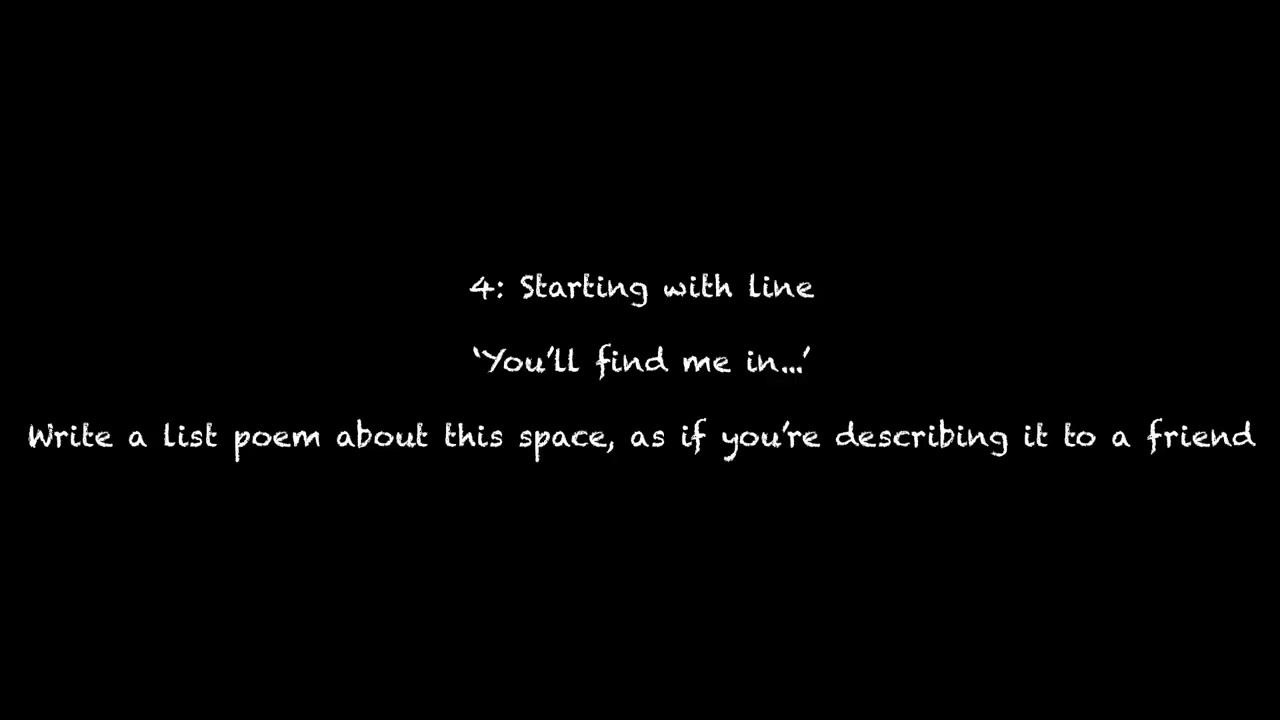 4: Starting with line
‘You’ll find me in...’
Write a list poem about this space, as if you’re describing it to a friend